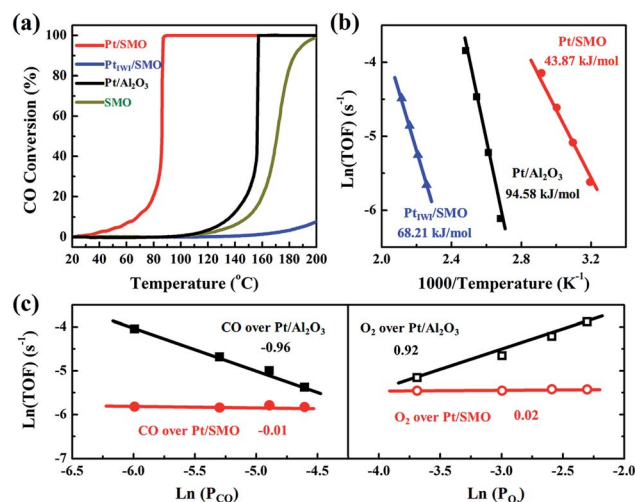 (a)
CO Conversion (%)
100
80
60
40
20
0
Pt/SMO
Pt_IWI/SMO
Pt/Al₂O₃
SMO
20 40 60 80 100 120 140 160 180 200
Temperature (°C)
(b)
Ln(TOF) (s⁻¹)
-4
-5
-6
Pt/SMO
43.87 kJ/mol
Pt/Al₂O₃
94.58 kJ/mol
Pt_IWI/SMO
68.21 kJ/mol
2.0 2.4 2.8 3.2
1000/Temperature (K⁻¹)
(c)
Ln(TOF) (s⁻¹)
-3
-4
-5
-6
-7
CO over Pt/Al₂O₃
-0.96
CO over Pt/SMO -0.01
-6.5 -6.0 -5.5 -5.0 -4.5
Ln (P_CO)
O₂ over Pt/Al₂O₃
0.92
O₂ over Pt/SMO 0.02
-4.0 -3.5 -3.0 -2.5 -2.0
Ln (P_O₂)